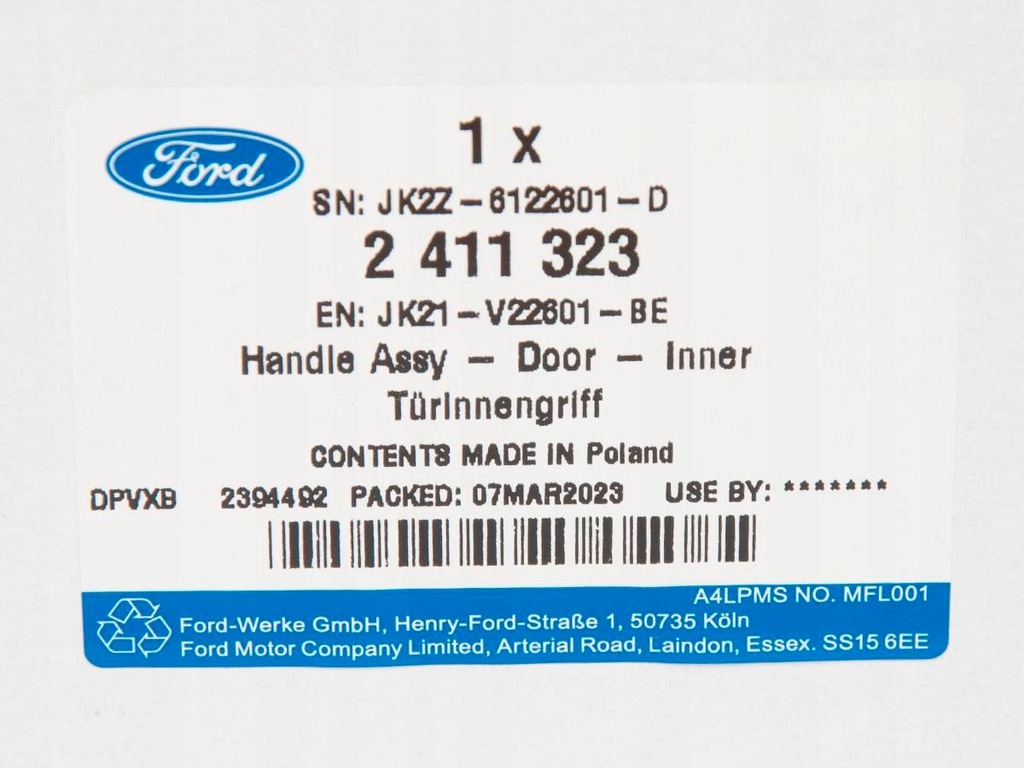 Ford
1 x
SN: JK2Z-6122601-D
2 411 323
EN: JK21-V22601-BE
Handle Assy - Door - Inner
Türinnengriff
CONTENTS MADE IN Poland
DPVXB 2394492 PACKED: 07MAR2023 USE BY: *******
A4LPMS NO. MFL001
Ford-Werke GmbH, Henry-Ford-Straße 1, 50735 Köln
Ford Motor Company Limited, Arterial Road, Laindon, Essex. SS15 6EE